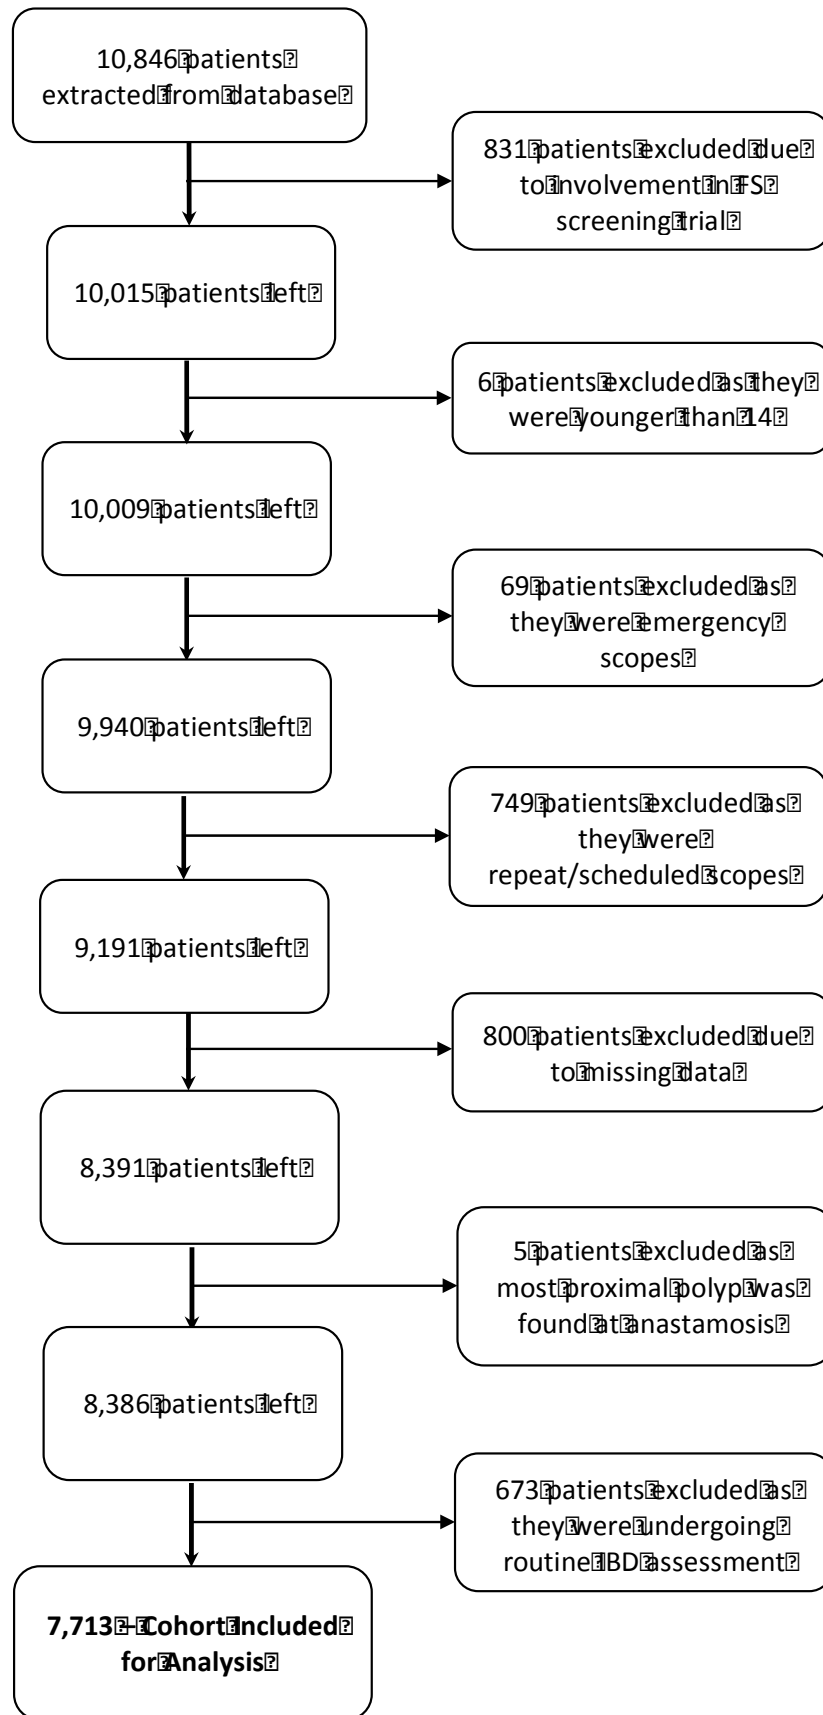 10,846 patients
extracted from database
831 patients excluded due
to involvement in FS
screening trial
10,015 patients left
6 patients excluded as they
were younger than 14
10,009 patients left
69 patients excluded as
they were emergency
scopes
9,940 patients left
749 patients excluded as
they were
repeat/scheduled scopes
9,191 patients left
800 patients excluded due
to missing data
8,391 patients left
5 patients excluded as
most proximal polyp was
found at anastamosis
8,386 patients left
673 patients excluded as
they were undergoing
routine IBD assessment
7,713 – Cohort Included
for Analysis